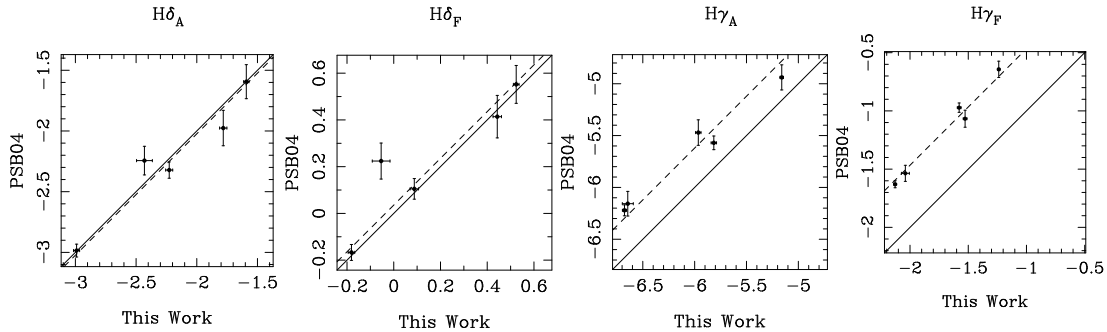 Hδ_A
Hδ_F
Hγ_A
Hγ_F
PSB04
−3 −2.5 −2 −1.5
−3 −2.5 −2 −1.5
This Work
PSB04
−0.2 0 0.2 0.4 0.6
−0.2 0 0.2 0.4 0.6
This Work
PSB04
−6.5 −6 −5.5 −5
−6.5 −6 −5.5 −5
This Work
PSB04
−2 −1.5 −1 −0.5
−2 −1.5 −1 −0.5
This Work